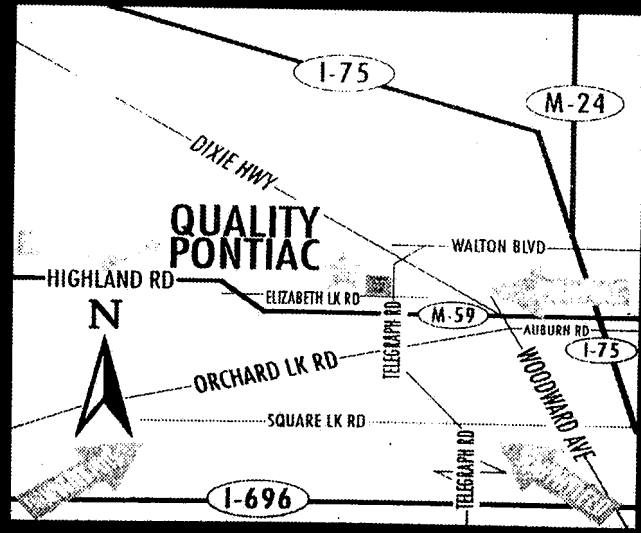 I-75
M-24
DIXIE HWY
QUALITY
PONTIAC
WALTON BLVD
HIGHLAND RD
ELIZABETH LK RD
M-59
AUBURN RD
N
TELEGRAPH RD
I-75
ORCHARD LK RD
WOODWARD AVE
SQUARE LK RD
TELEGRAPH RD
I-696